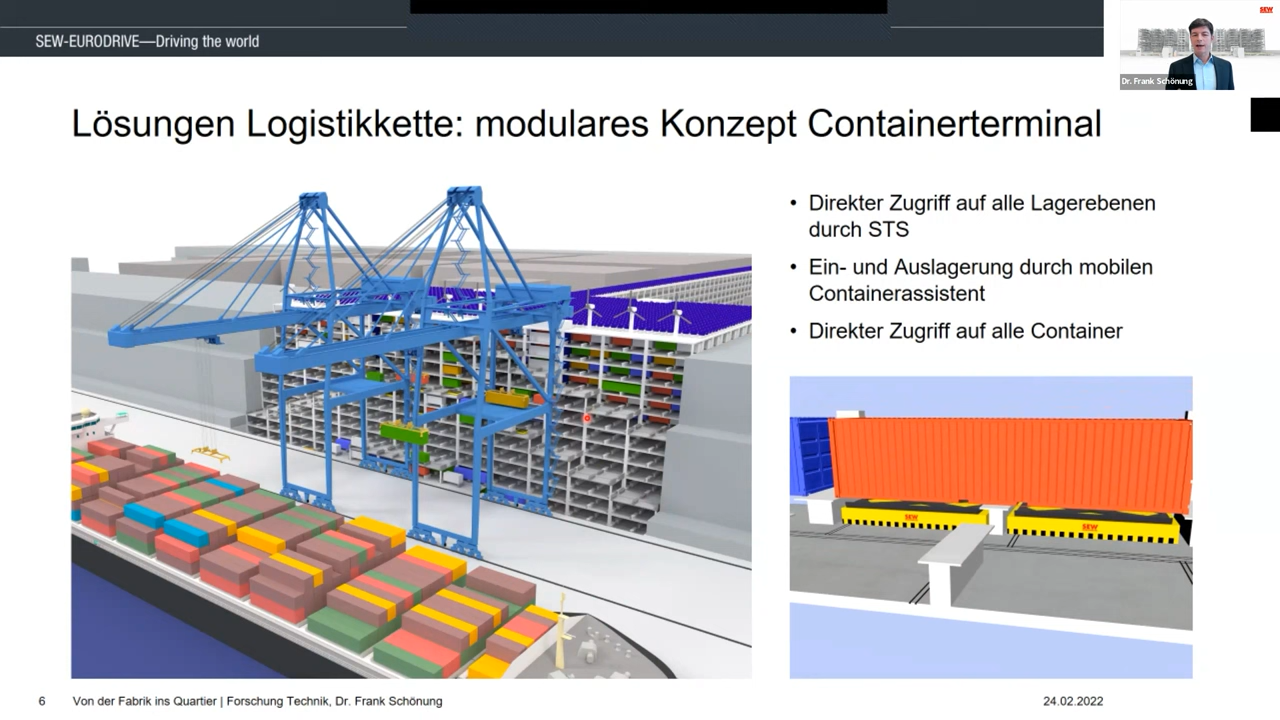 SEW-EURODRIVE—Driving the world
SEW
Dr. Frank Schönung
Lösungen Logistikkette: modulares Konzept Containerterminal
• Direkter Zugriff auf alle Lagerebenen
durch STS
• Ein- und Auslagerung durch mobilen
Containerassistent
• Direkter Zugriff auf alle Container
SEW
SEW
6 Von der Fabrik ins Quartier | Forschung Technik, Dr. Frank Schönung
24.02.2022